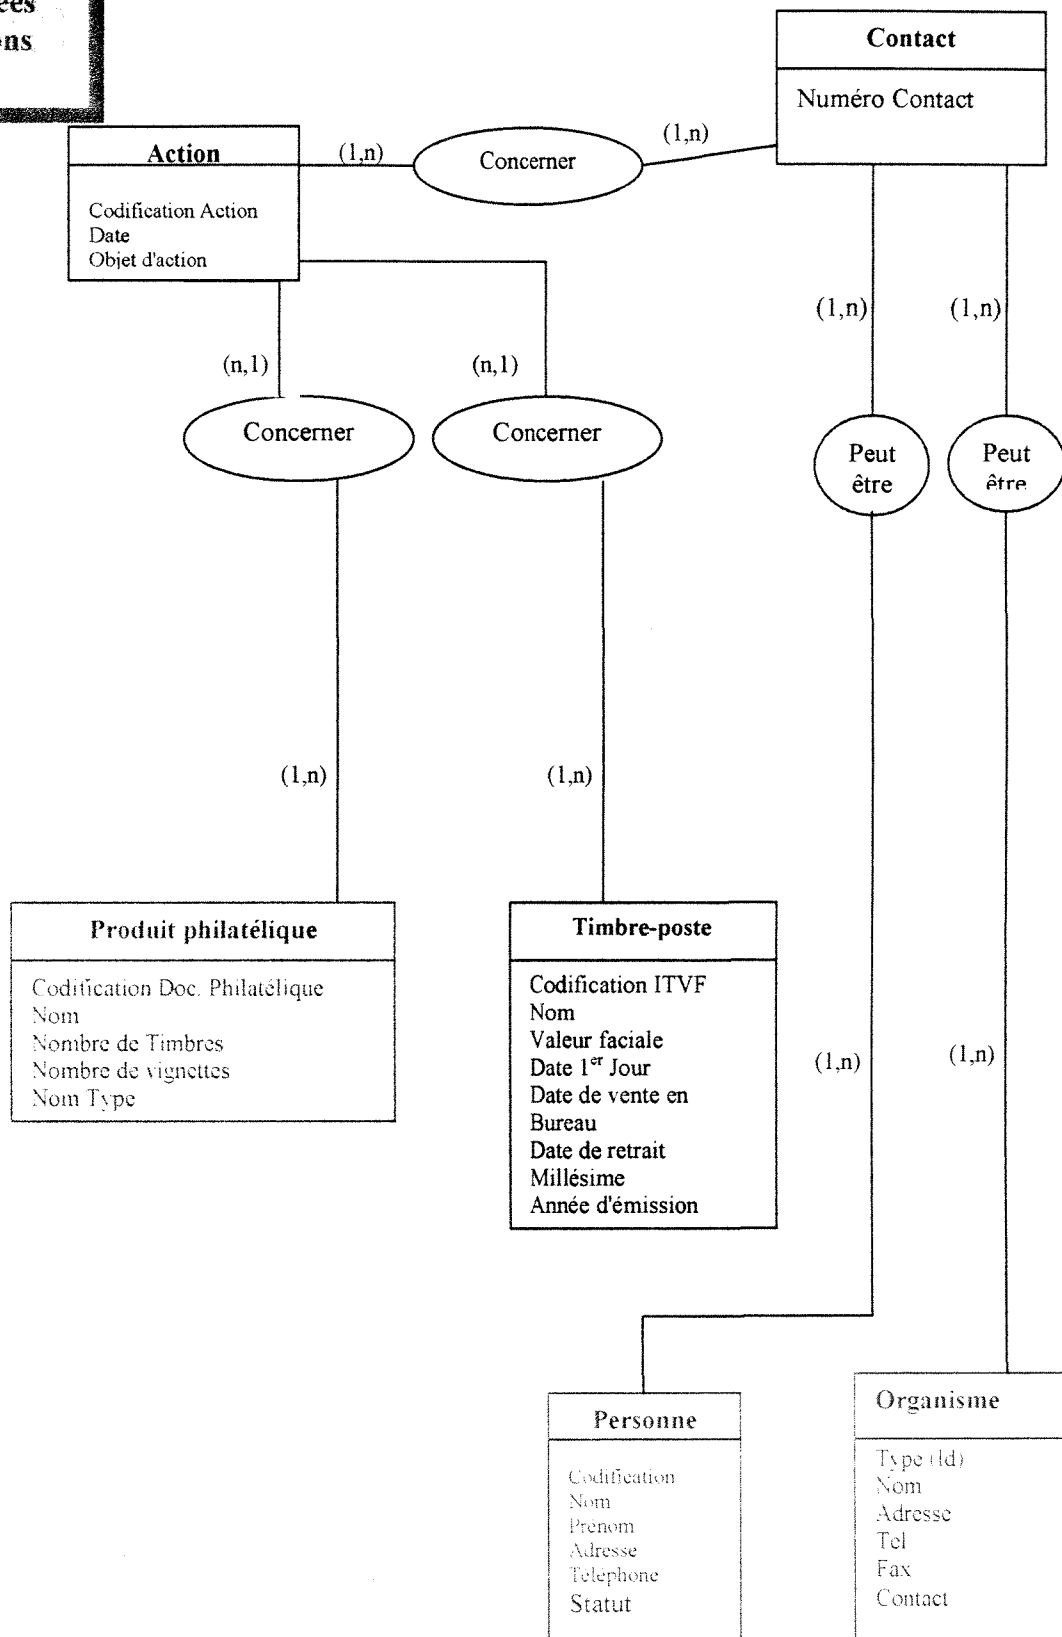 ns
Contact
Numéro Contact
Action
(1,n)
Concerner
(1,n)
Codification Action
Date
Objet d'action
(1,n)
(1,n)
(n,1)
(n,1)
Concerner
Concerner
Peut
être
Peut
être
(1,n)
(1,n)
Produit philatélique
Codification Doc. Philatélique
Nom
Nombre de Timbres
Nombre de vignettes
Nom Type
Timbre-poste
Codification ITVF
Nom
Valeur faciale
Date 1er Jour
Date de vente en
Bureau
Date de retrait
Millésime
Année d'émission
(1,n)
(1,n)
Personne
Codification
Nom
Prénom
Adresse
Téléphone
Statut
Organisme
Type (Id)
Nom
Adresse
Tel
Fax
Contact